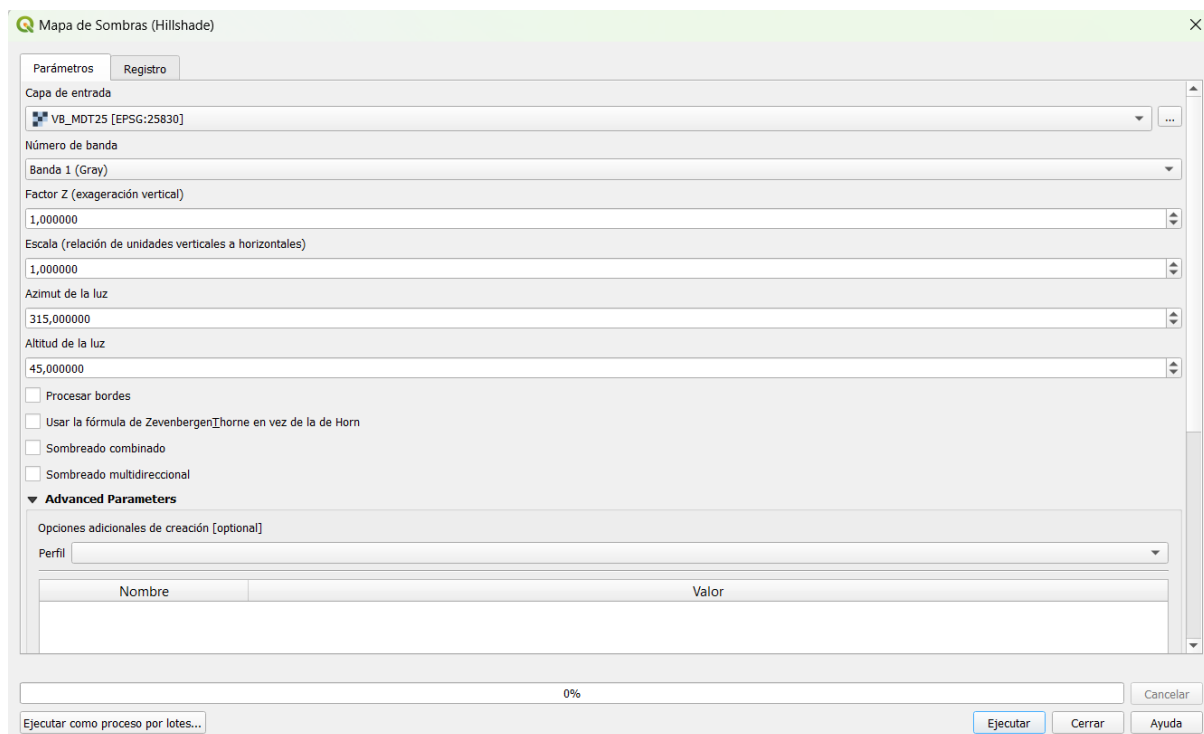 Mapa de Sombras (Hillshade)
Parámetros Registro
Capa de entrada
VB_MDT25 [EPSG:25830] ...
Número de banda
Banda 1 (Gray)
Factor Z (exageración vertical)
1,000000
Escala (relación de unidades verticales a horizontales)
1,000000
Azimut de la luz
315,000000
Altitud de la luz
45,000000
Procesar bordes
Usar la fórmula de ZevenbergenThorne en vez de la de Horn
Sombreado combinado
Sombreado multidireccional
Advanced Parameters
Opciones adicionales de creación [optional]
Perfil
Nombre Valor
0% Cancelar
Ejecutar como proceso por lotes... Ejecutar Cerrar Ayuda